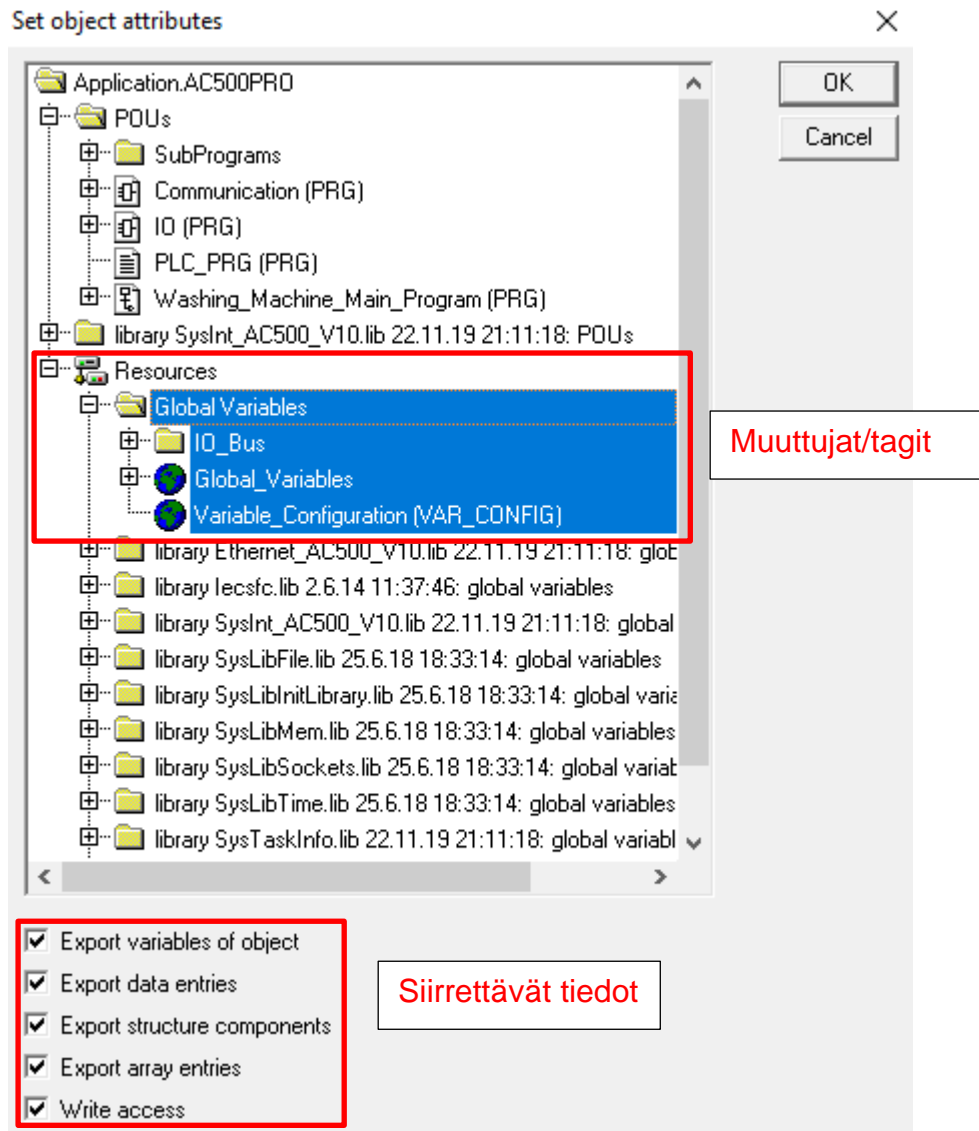 Set object attributes
Application.AC500PRO
OK
POUs
Cancel
SubPrograms
Communication (PRG)
IO (PRG)
PLC_PRG (PRG)
Washing_Machine_Main_Program (PRG)
library SysInt_AC500_V10.lib 22.11.19 21:11:18: POUs
Resources
Global Variables
Muuttujat/tagit
IO_Bus
Global_Variables
Variable_Configuration (VAR_CONFIG)
library Ethernet_AC500_V10.lib 22.11.19 21:11:18: glob
library Iecsfc.lib 2.6.14 11:37:46: global variables
library SysInt_AC500_V10.lib 22.11.19 21:11:18: global
library SysLibFile.lib 25.6.18 18:33:14: global variables
library SysLibInitLibrary.lib 25.6.18 18:33:14: global varia
library SysLibMem.lib 25.6.18 18:33:14: global variables
library SysLibSockets.lib 25.6.18 18:33:14: global variab
library SysLibTime.lib 25.6.18 18:33:14: global variables
library SysTaskInfo.lib 22.11.19 21:11:18: global variabl
Export variables of object
Export data entries
Siirrettävät tiedot
Export structure components
Export array entries
Write access